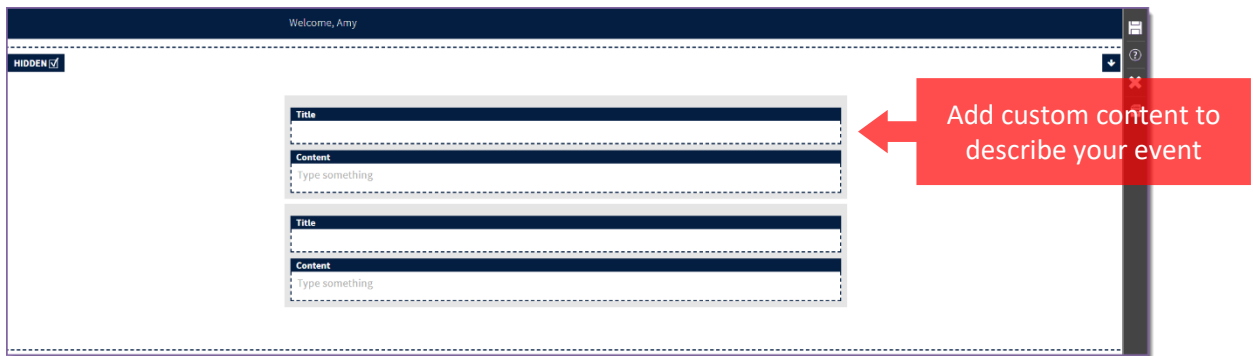 Welcome, Amy
HIDDEN
Title
Add custom content to
describe your event
Content
Type something
Title
Content
Type something